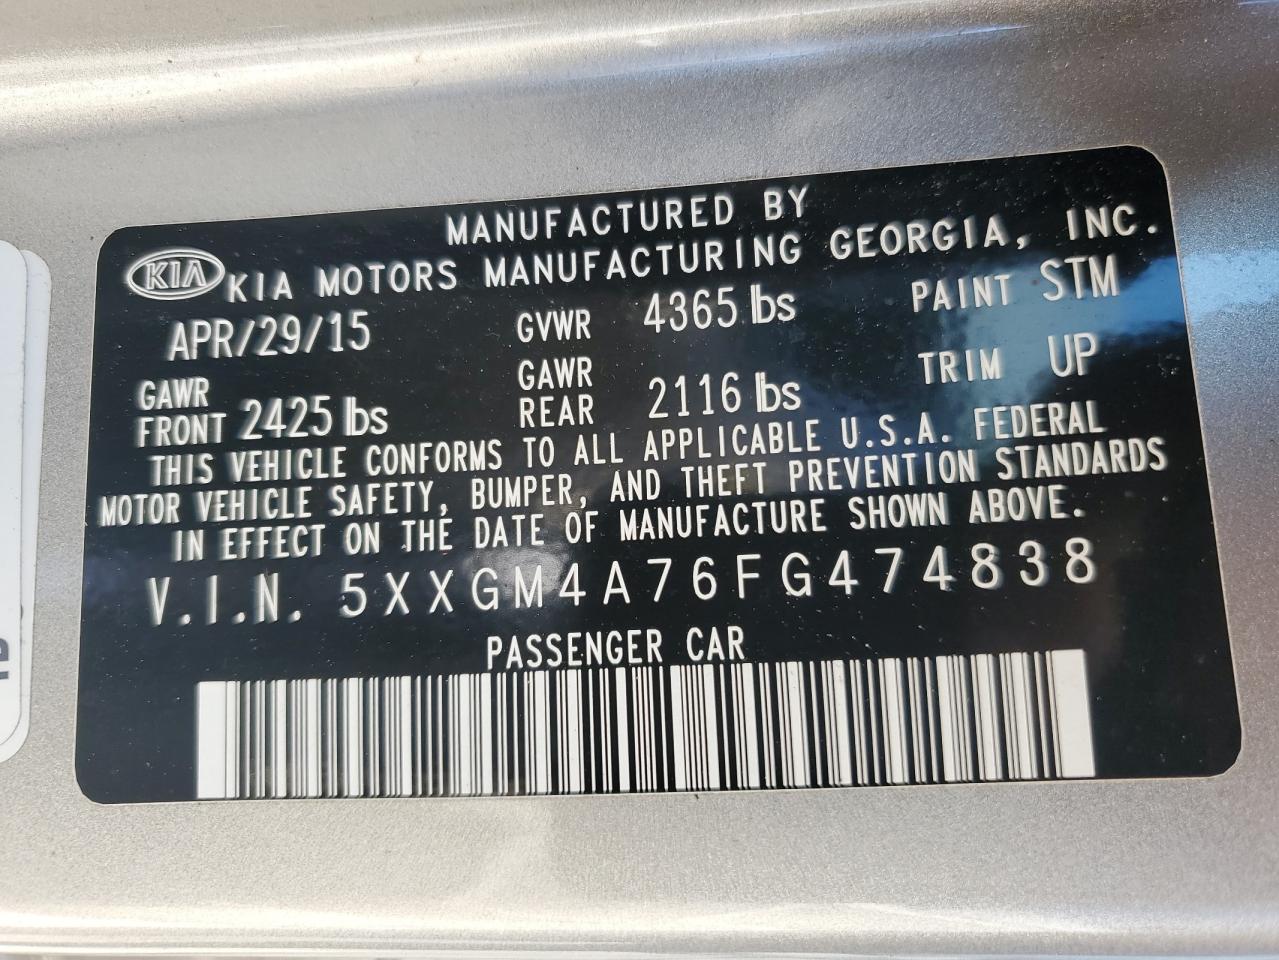 MANUFACTURED BY
KIA KIA MOTORS MANUFACTURING GEORGIA, INC.
APR/29/15 GVWR 4365 lbs PAINT STM
GAWR FRONT 2425 lbs GAWR REAR 2116 lbs TRIM UP
THIS VEHICLE CONFORMS TO ALL APPLICABLE U.S.A. FEDERAL
MOTOR VEHICLE SAFETY, BUMPER, AND THEFT PREVENTION STANDARDS
IN EFFECT ON THE DATE OF MANUFACTURE SHOWN ABOVE.
V.I.N. 5XXGM4A76FG474838
PASSENGER CAR